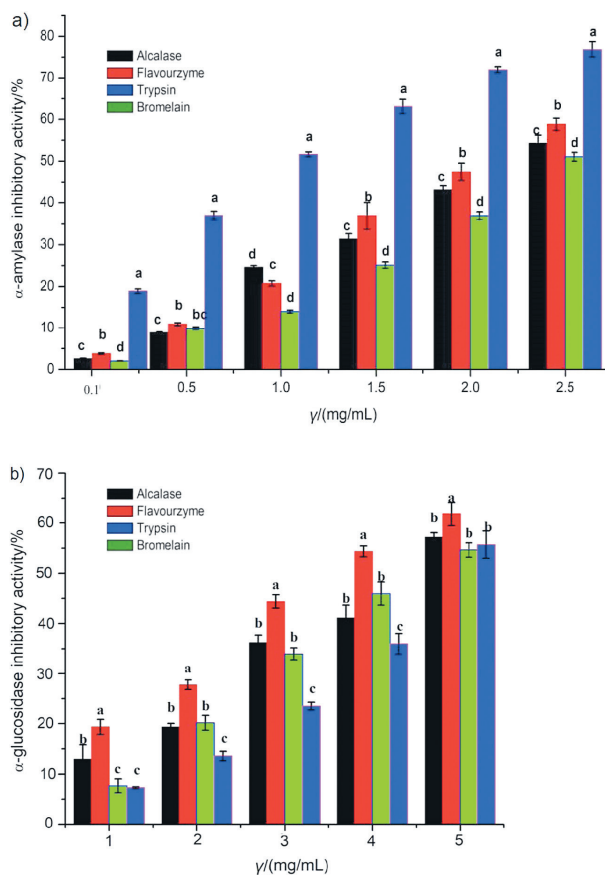 a)
α-amylase inhibitory activity/%
80
70
60
50
40
30
20
10
0
Alcalase
Flavourzyme
Trypsin
Bromelain
c b d a
c b bc a
d c d a
c b d a
c b d a
c b d a
0.1 0.5 1.0 1.5 2.0 2.5
γ/(mg/mL)
b)
α-glucosidase inhibitory activity/%
70
60
50
40
30
20
10
0
Alcalase
Flavourzyme
Trypsin
Bromelain
b a c c
b a b c
b a b c
b a b c
b a b b
1 2 3 4 5
γ/(mg/mL)